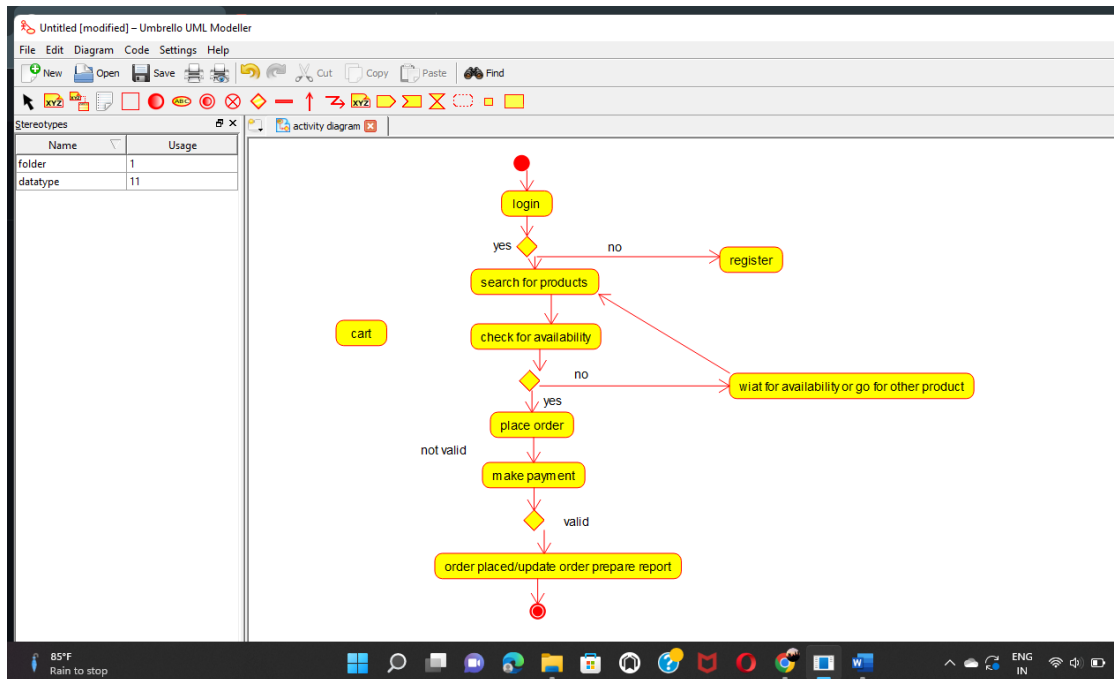 Untitled [modified] – Umbrello UML Modeller
File Edit Diagram Code Settings Help
New Open Save Cut Copy Paste Find
XYZ ABC XYZ
Stereotypes
activity diagram
Name Usage
folder 1
datatype 11
login
yes
no
register
search for products
cart
check for availability
no
wiat for availability or go for other product
yes
place order
not valid
make payment
valid
order placed/update order prepare report
85°F
Rain to stop
ENG
IN